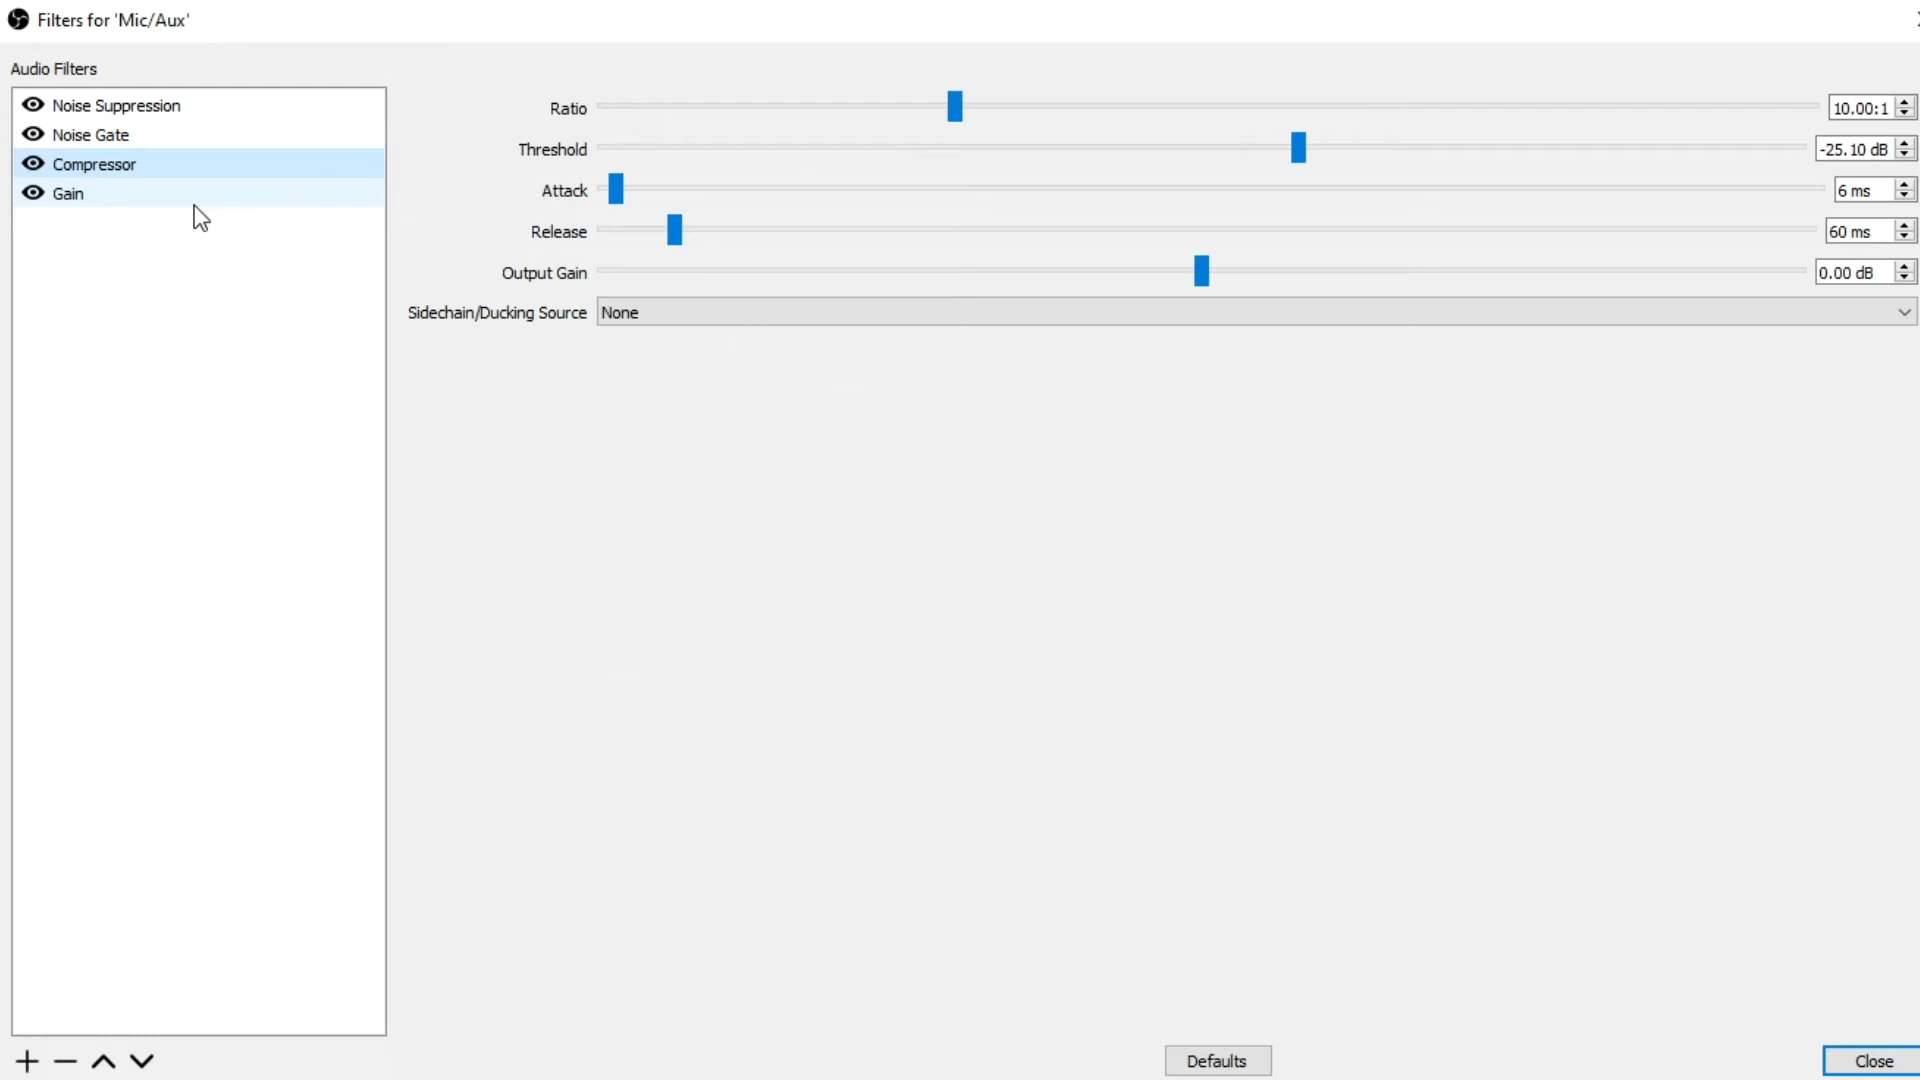 Filters for 'Mic/Aux'
Audio Filters
Noise Suppression
Noise Gate
Compressor
Gain
Ratio 10.00:1
Threshold -25.10 dB
Attack 6 ms
Release 60 ms
Output Gain 0.00 dB
Sidechain/Ducking Source None
Defaults
Close